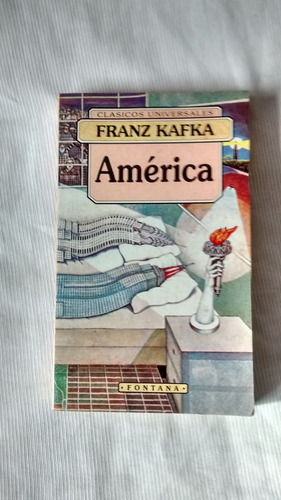 CLASICOS UNIVERSALES
FRANZ KAFKA
América
· FONTANA ·